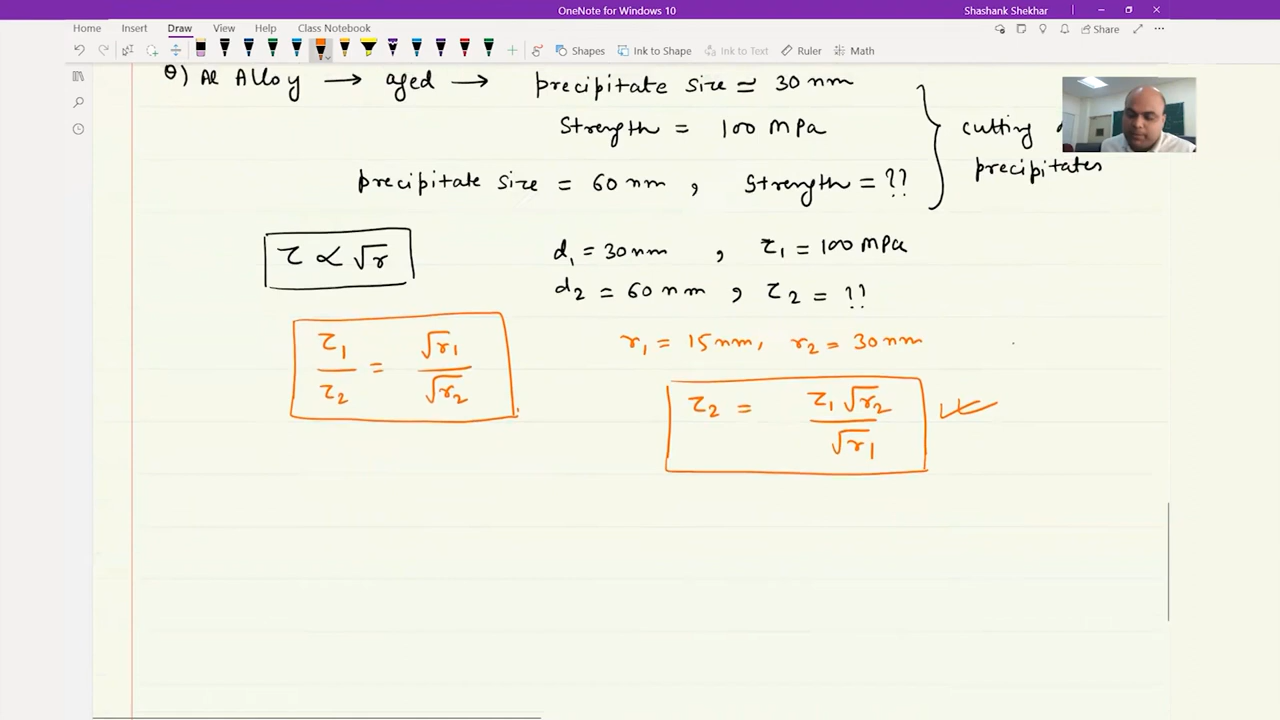 OneNote for Windows 10
Shashank Shekhar
Home Insert Draw View Help Class Notebook
Share
Shapes Ink to Shape Ink to Text Ruler Math
Q) Al Alloy → aged → precipitate size ≃ 30 nm
Strength = 100 MPa
cutting
precipitates
precipitate size = 60 nm, Strength = ??
τ ∝ √r
d₁ = 30 nm, τ₁ = 100 MPa
d₂ = 60 nm, τ₂ = ??
τ₁/τ₂ = √r₁/√r₂
r₁ = 15 nm, r₂ = 30 nm
τ₂ = τ₁√r₂/√r₁